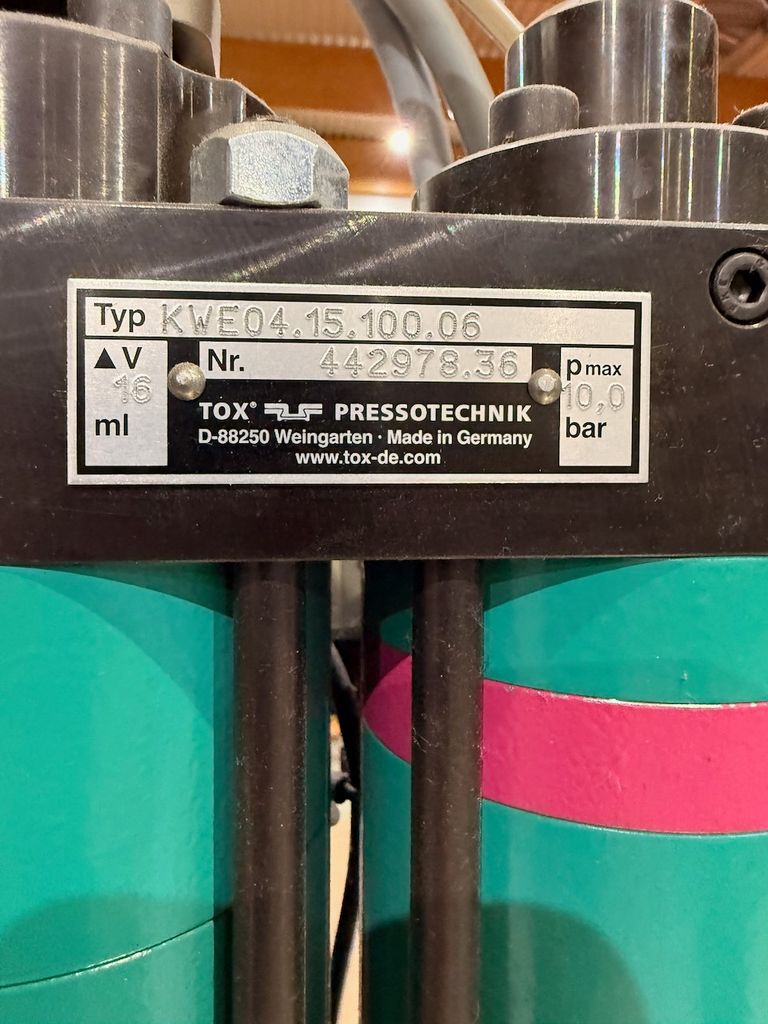 Typ KWE04.15.100.06
▲V Nr. 442978.36 pmax
16 10,0
ml bar
TOX® PRESSOTECHNIK
D-88250 Weingarten · Made in Germany
www.tox-de.com